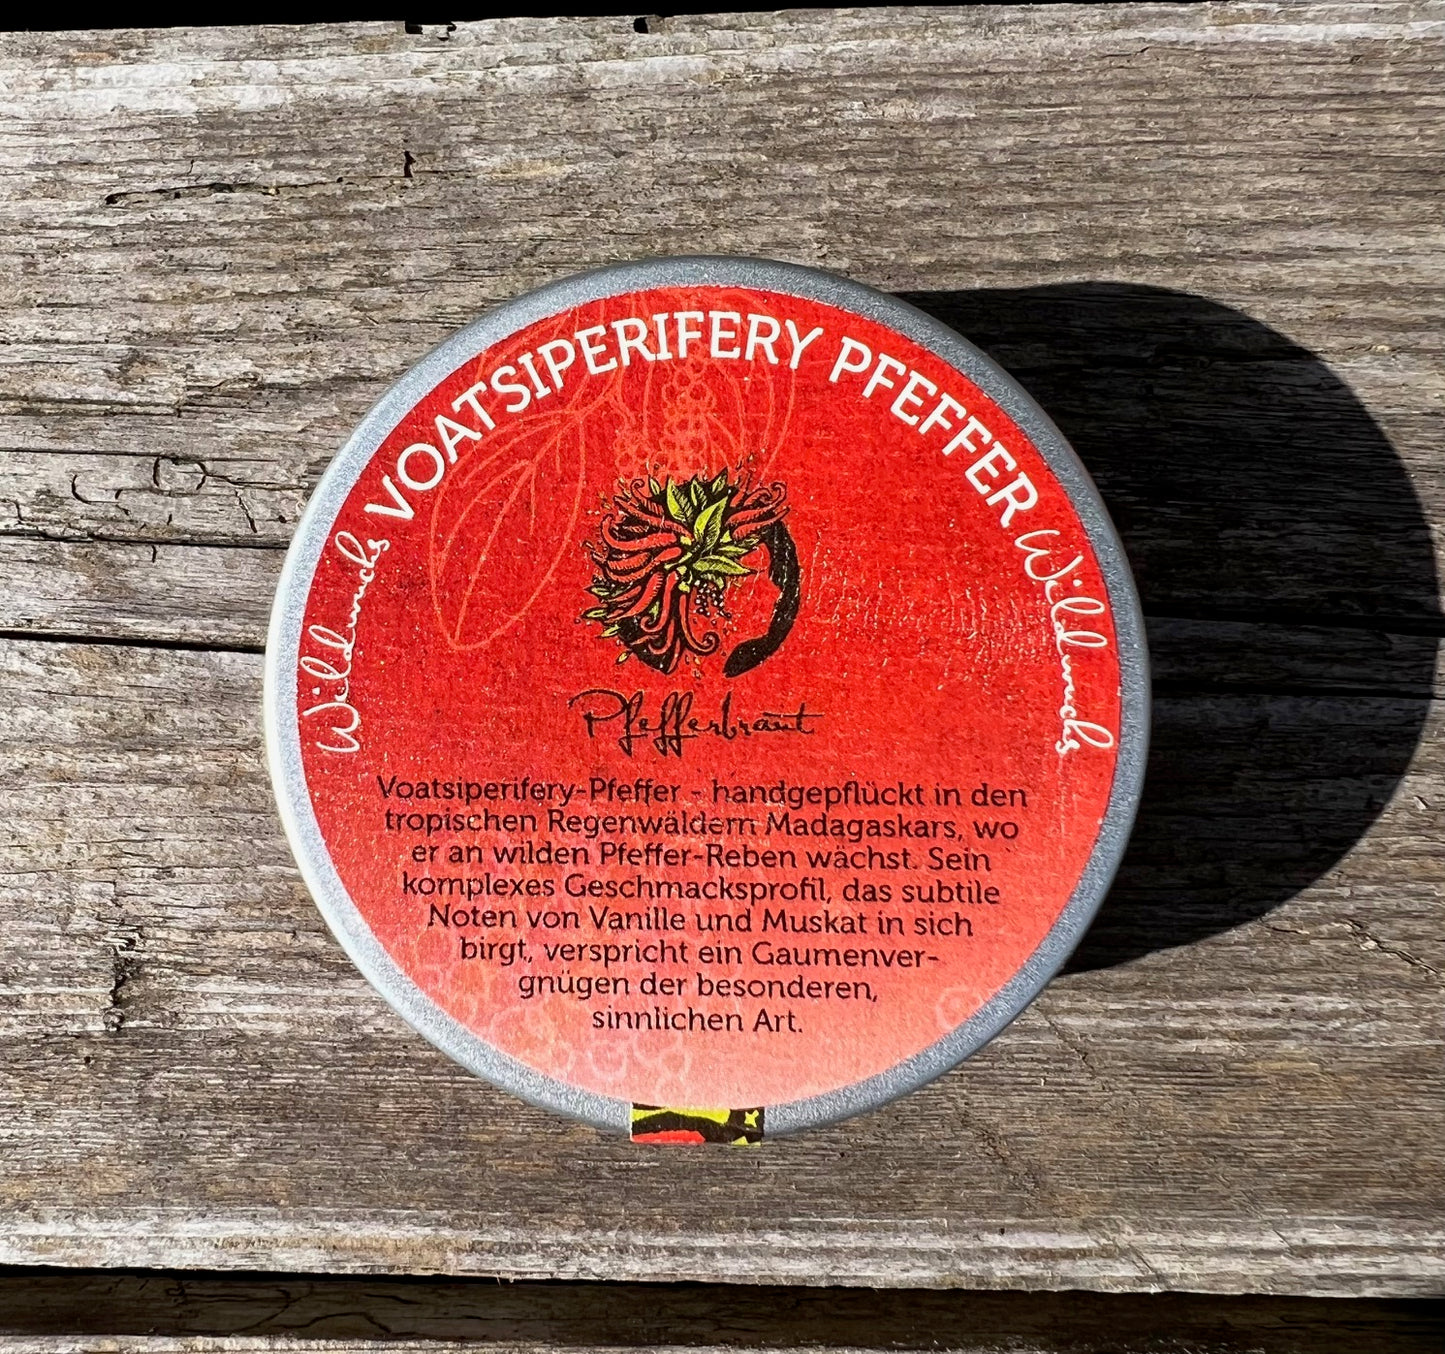 Wildwuchs VOATSIPERIFERY PFEFFER Wildwuchs
Pfefferbraut
Voatsiperifery-Pfeffer - handgepflückt in den
tropischen Regenwäldern Madagaskars, wo
er an wilden Pfeffer-Reben wächst. Sein
komplexes Geschmacksprofil, das subtile
Noten von Vanille und Muskat in sich
birgt, verspricht ein Gaumenver-
gnügen der besonderen,
sinnlichen Art.